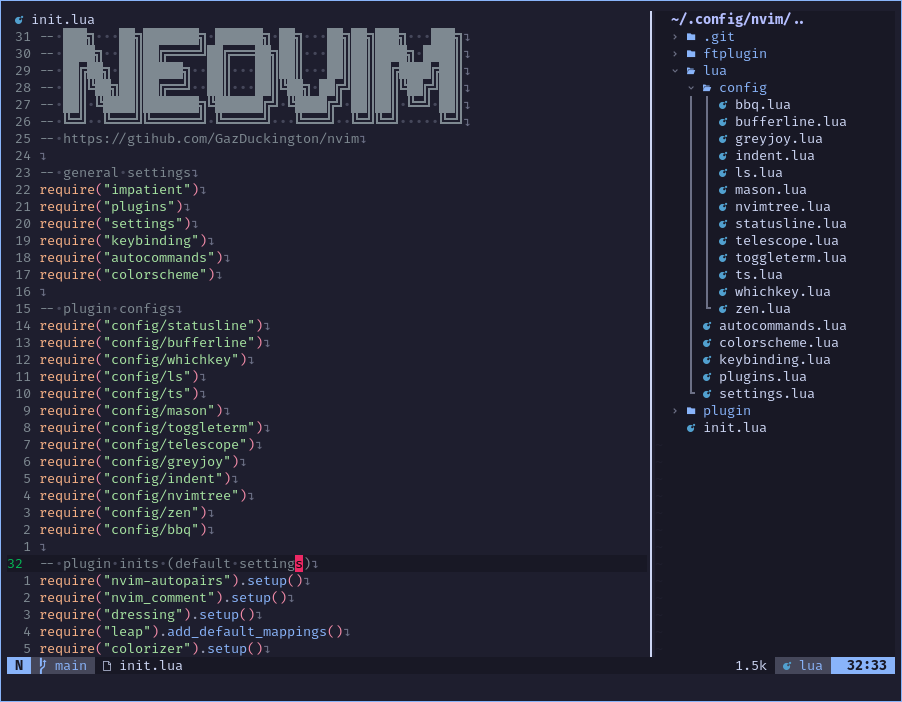 init.lua
~/.config/nvim/..
31 --
30 --
29 --
28 --
27 --
26 --
NEOVIM
25 -- https://gtihub.com/GazDuckington/nvim
24
23 -- general settings
22 require("impatient")
21 require("plugins")
20 require("settings")
19 require("keybinding")
18 require("autocommands")
17 require("colorscheme")
16
15 -- plugin configs
14 require("config/statusline")
13 require("config/bufferline")
12 require("config/whichkey")
11 require("config/ls")
10 require("config/ts")
9 require("config/mason")
8 require("config/toggleterm")
7 require("config/telescope")
6 require("config/greyjoy")
5 require("config/indent")
4 require("config/nvimtree")
3 require("config/zen")
2 require("config/bbq")
1
32 -- plugin inits (default settings)
1 require("nvim-autopairs").setup()
2 require("nvim_comment").setup()
3 require("dressing").setup()
4 require("leap").add_default_mappings()
5 require("colorizer").setup()
.git
ftplugin
lua
config
bbq.lua
bufferline.lua
greyjoy.lua
indent.lua
ls.lua
mason.lua
nvimtree.lua
statusline.lua
telescope.lua
toggleterm.lua
ts.lua
whichkey.lua
zen.lua
autocommands.lua
colorscheme.lua
keybinding.lua
plugins.lua
settings.lua
plugin
init.lua
N main init.lua 1.5k lua 32:33